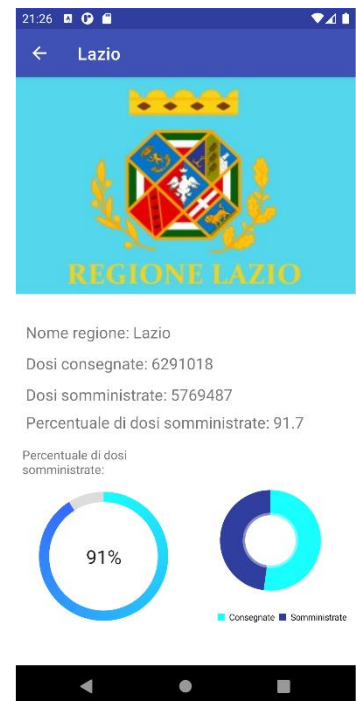 21:26
Lazio
REGIONE LAZIO
Nome regione: Lazio
Dosi consegnate: 6291018
Dosi somministrate: 5769487
Percentuale di dosi somministrate: 91.7
Percentuale di dosi
somministrate:
91%
Consegnate Somministrate